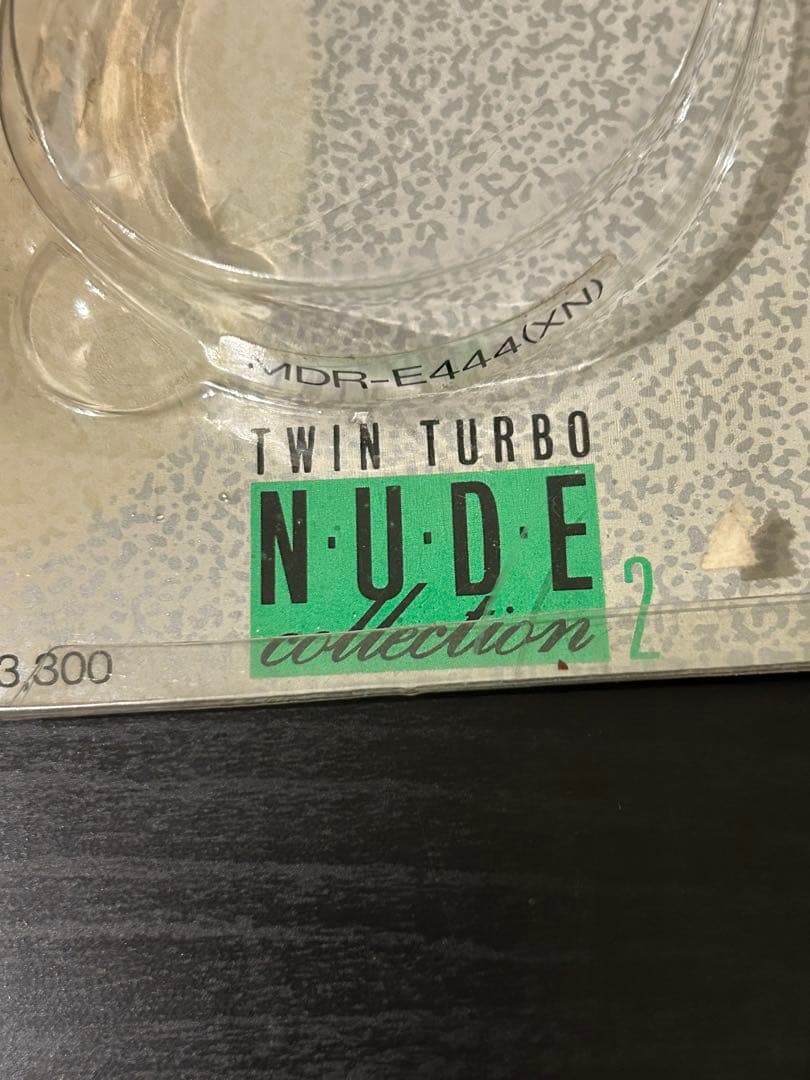 MDR-E444(XN)
TWIN TURBO
N·U·D·E
collection 2
3,300